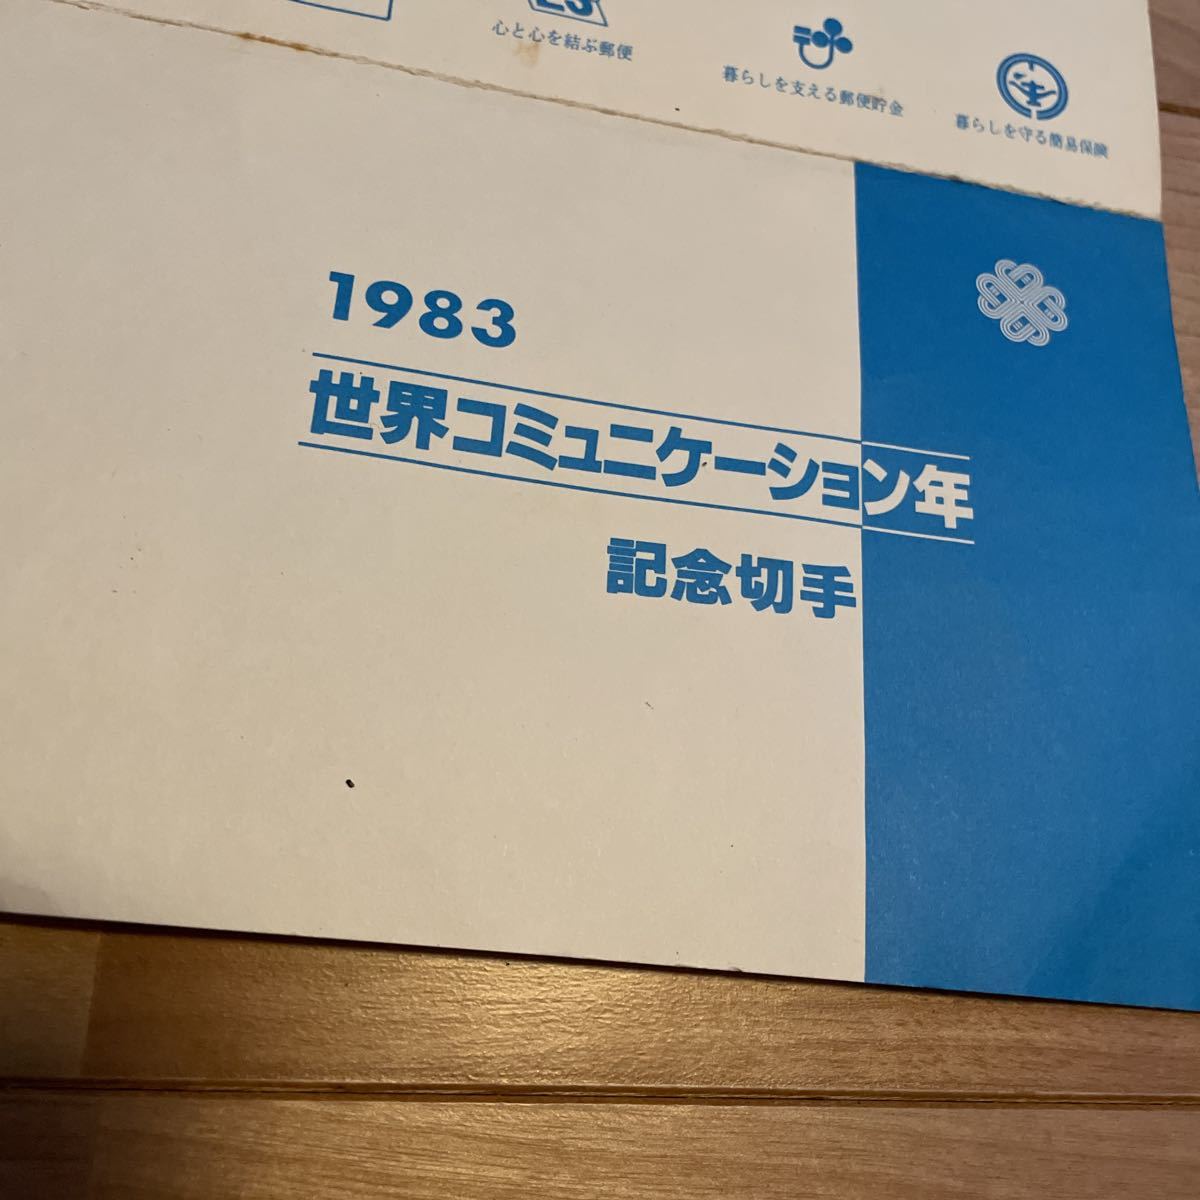 心と心を結ぶ郵便
暮らしを支える郵便貯金
暮らしを守る簡易保険
1983
世界コミュニケーション年
記念切手